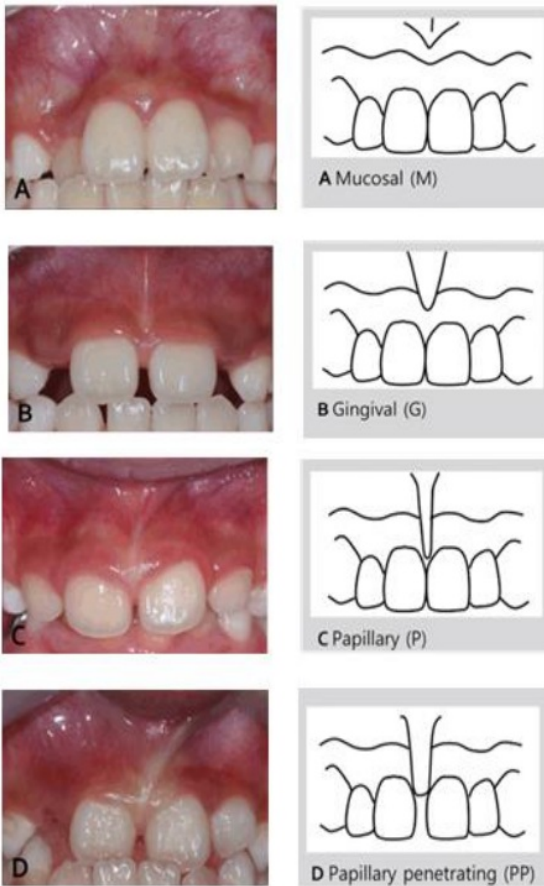 A
A Mucosal (M)
B
B Gingival (G)
C
C Papillary (P)
D
D Papillary penetrating (PP)